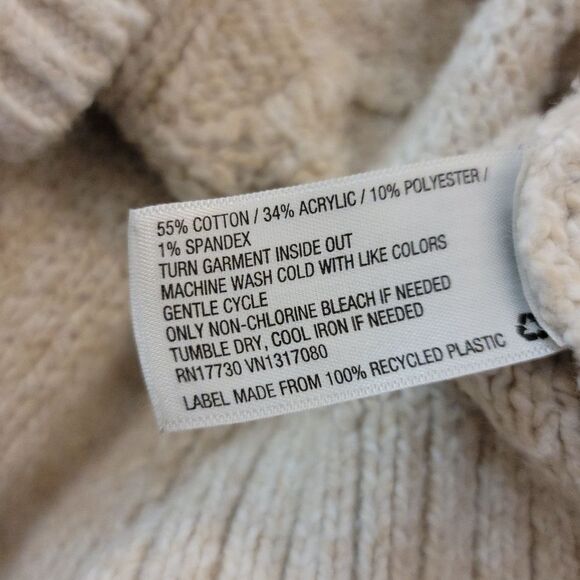 55% COTTON / 34% ACRYLIC / 10% POLYESTER /
1% SPANDEX
TURN GARMENT INSIDE OUT
MACHINE WASH COLD WITH LIKE COLORS
GENTLE CYCLE
ONLY NON-CHLORINE BLEACH IF NEEDED
TUMBLE DRY, COOL IRON IF NEEDED
RN17730 VN1317080
LABEL MADE FROM 100% RECYCLED PLASTIC